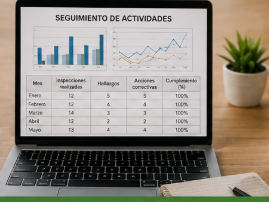 SEGUIMIENTO DE ACTIVIDADES
Mes Inspecciones realizadas Hallazgos Acciones correctivas Cumplimiento (%)
Enero 12 5 5 100%
Febrero 12 4 4 100%
Marzo 14 3 3 100%
Abril 12 2 2 100%
Mayo 13 4 4 100%